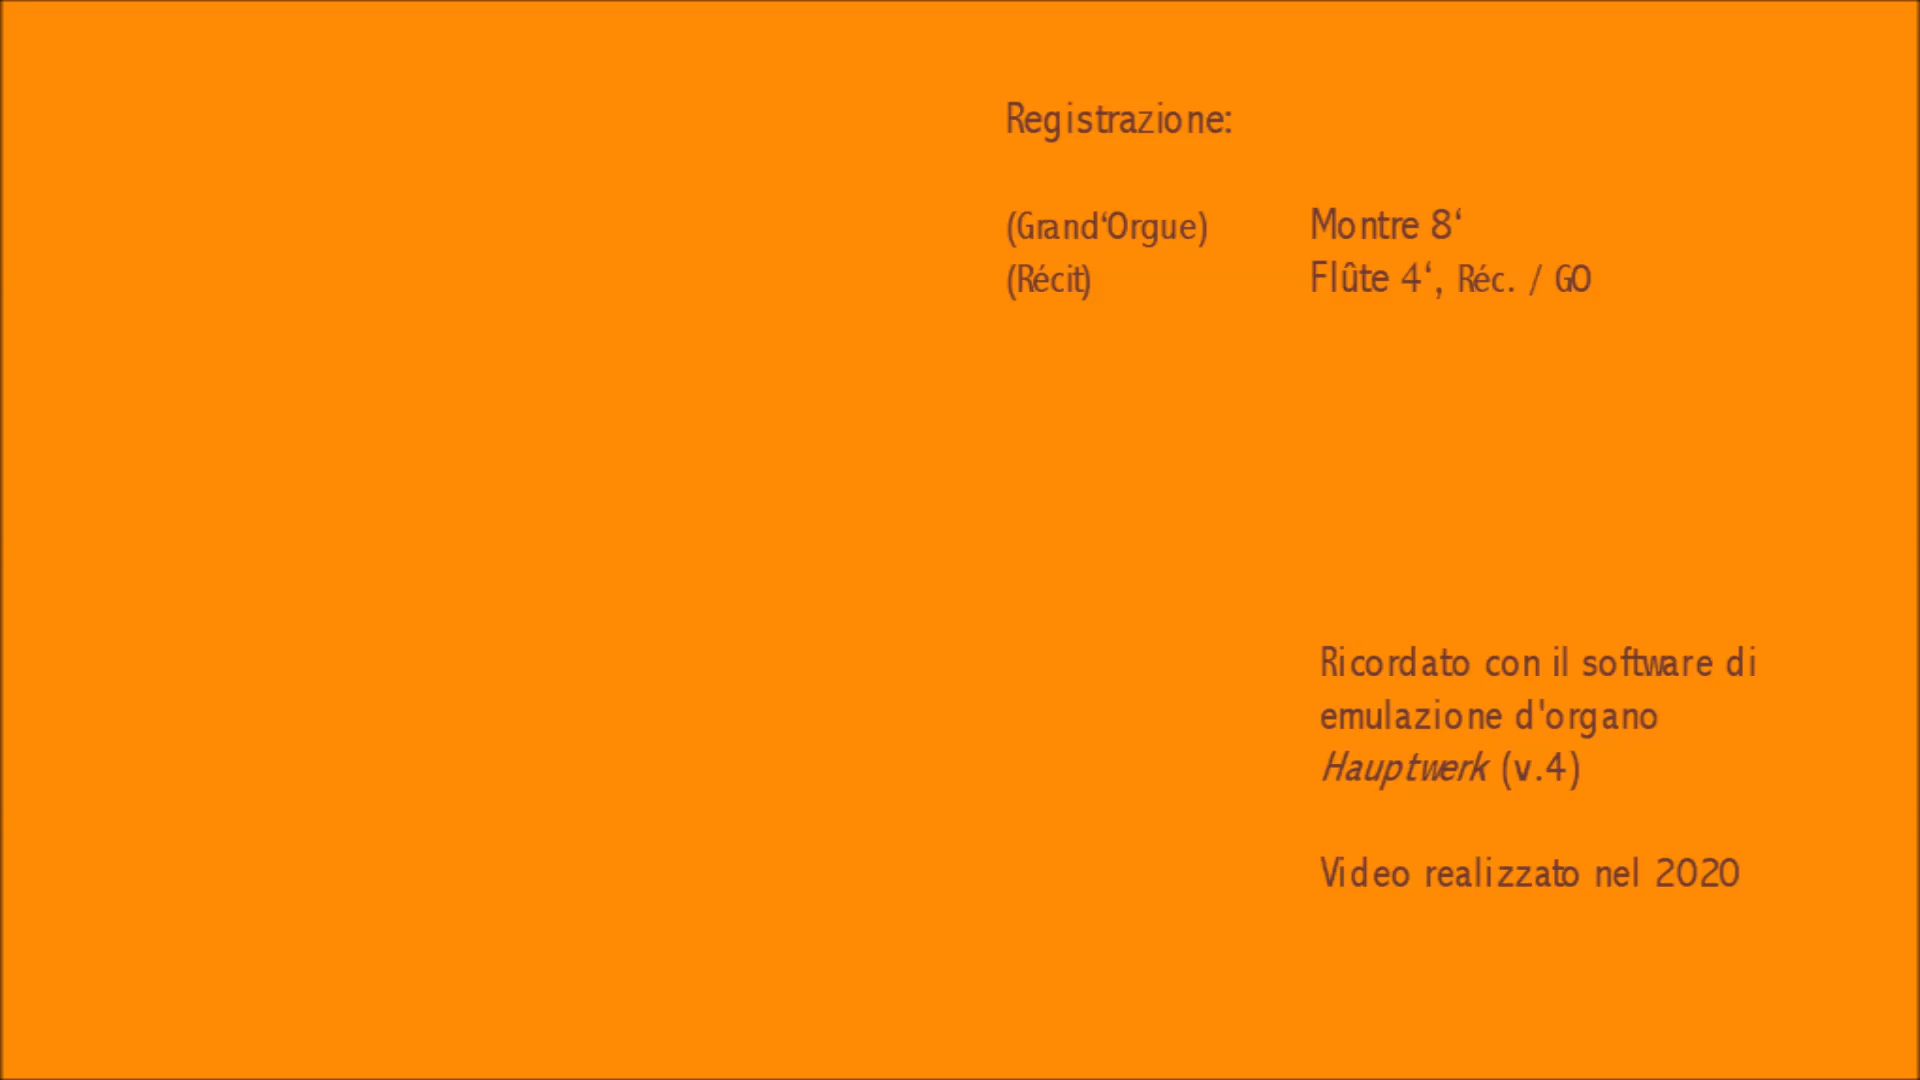 Registrazione:
(Grand‘Orgue) Montre 8‘
(Récit) Flûte 4‘, Réc. / GO
Ricordato con il software di
emulazione d'organo
Hauptwerk (v.4)
Video realizzato nel 2020